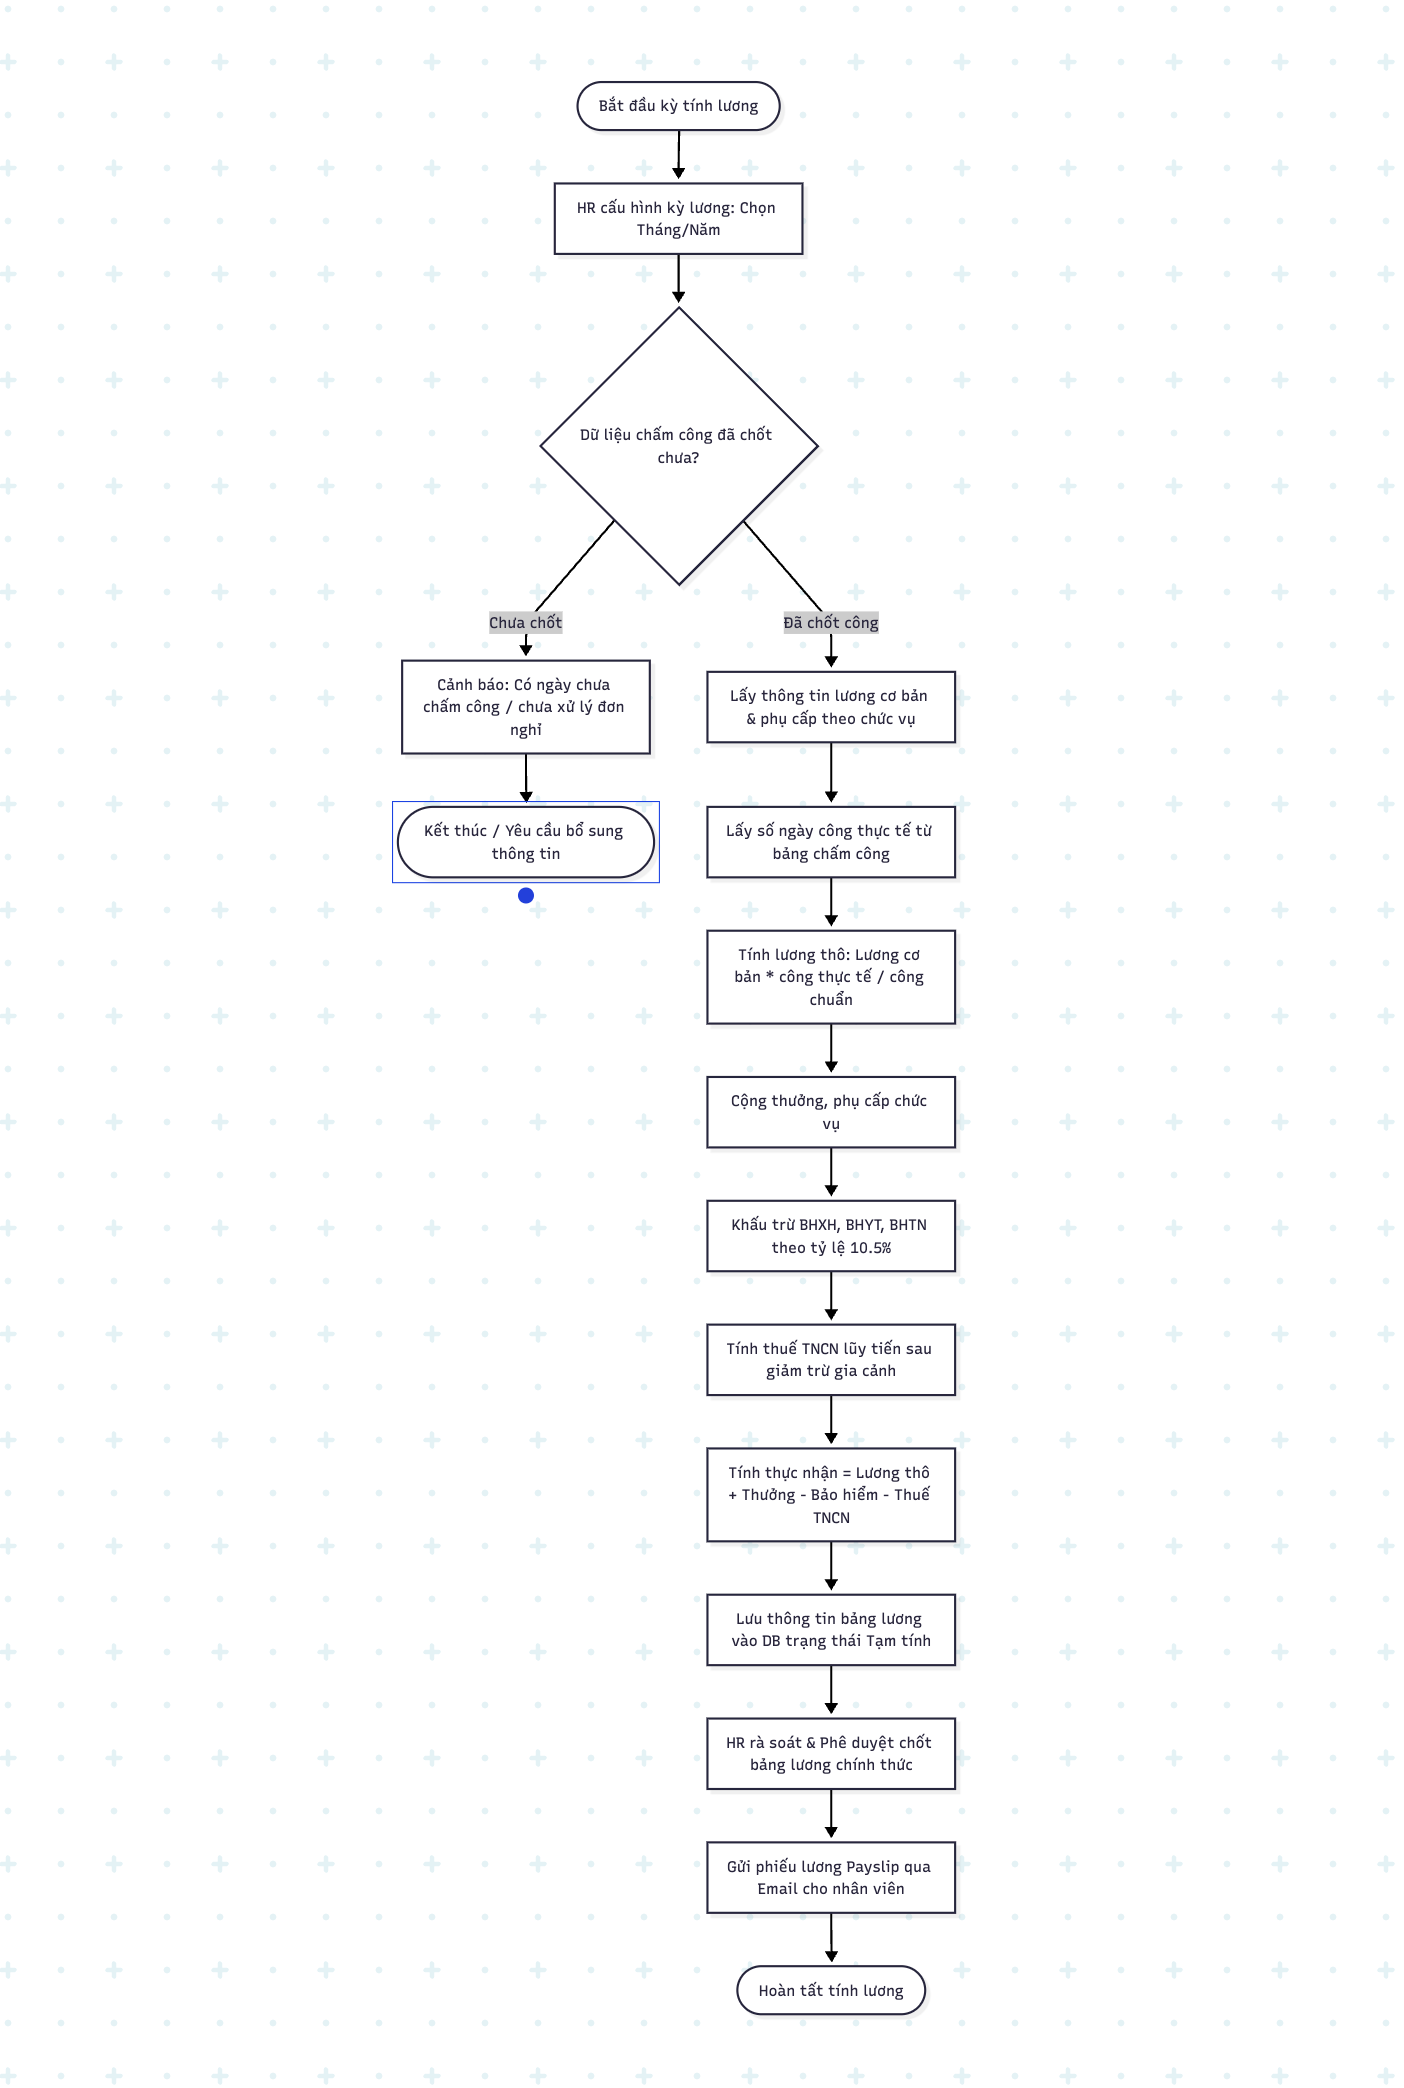 Bắt đầu kỳ tính lương
HR cấu hình kỳ lương: Chọn
Tháng/Năm
Dữ liệu chấm công đã chốt
chưa?
Chưa chốt
Đã chốt công
Cảnh báo: Có ngày chưa
chấm công / chưa xử lý đơn
nghỉ
Lấy thông tin lương cơ bản
& phụ cấp theo chức vụ
Kết thúc / Yêu cầu bổ sung
thông tin
Lấy số ngày công thực tế từ
bảng chấm công
Tính lương thô: Lương cơ
bản * công thực tế / công
chuẩn
Cộng thưởng, phụ cấp chức
vụ
Khấu trừ BHXH, BHYT, BHTN
theo tỷ lệ 10.5%
Tính thuế TNCN lũy tiến sau
giảm trừ gia cảnh
Tính thực nhận = Lương thô
+ Thưởng - Bảo hiểm - Thuế
TNCN
Lưu thông tin bảng lương
vào DB trạng thái Tạm tính
HR rà soát & Phê duyệt chốt
bảng lương chính thức
Gửi phiếu lương Payslip qua
Email cho nhân viên
Hoàn tất tính lương